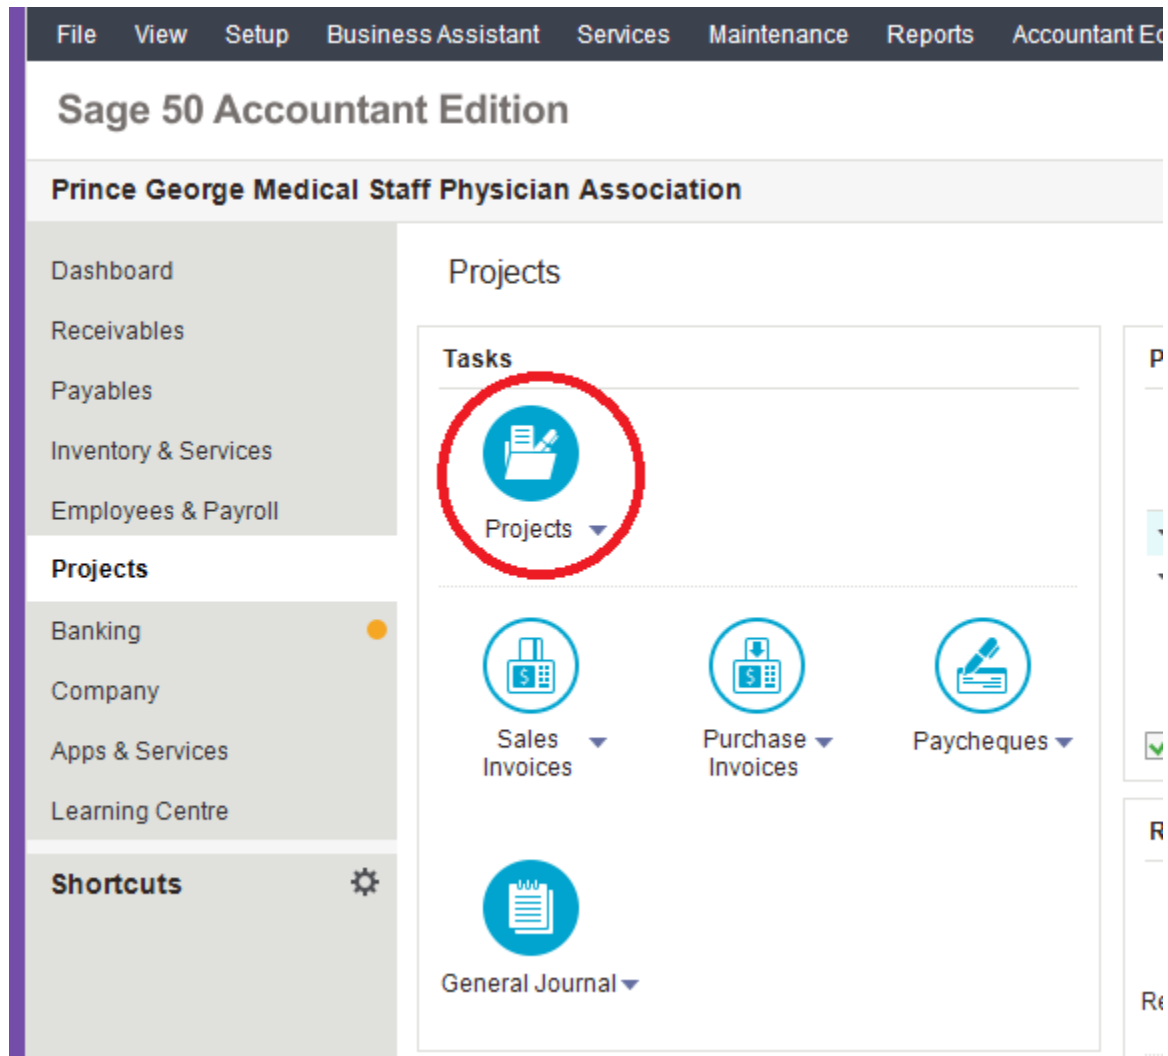 File View Setup Business Assistant Services Maintenance Reports Accountant
Sage 50 Accountant Edition
Prince George Medical Staff Physician Association
Dashboard
Receivables
Payables
Inventory & Services
Employees & Payroll
Projects
Banking
Company
Apps & Services
Learning Centre
Shortcuts
Projects
Tasks
Projects
Sales
Invoices
Purchase
Invoices
Paycheques
General Journal